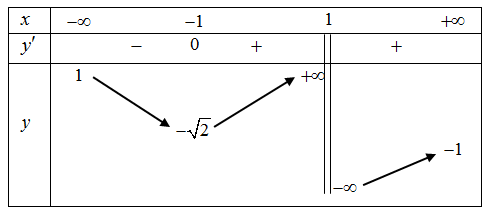 x −∞ −1 1 +∞
y′ − 0 + +
1 +∞
y −√2 −1
−∞